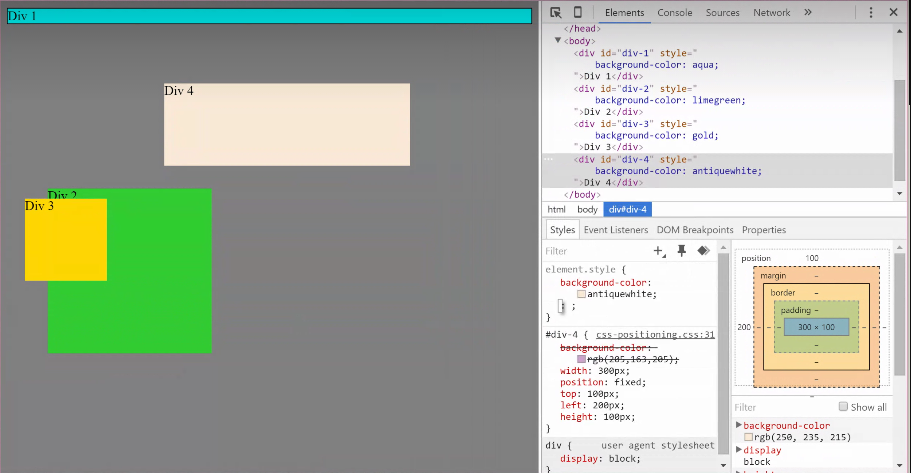 Div 1
Div 4
Div 2
Div 3
Elements Console Sources Network »
</head>
▼<body>
<div id="div-1" style="
background-color: aqua;
">Div 1</div>
<div id="div-2" style="
background-color: limegreen;
">Div 2</div>
<div id="div-3" style="
background-color: gold;
">Div 3</div>
... <div id="div-4" style="
background-color: antiquewhite;
">Div 4</div>
</body>
html body div#div-4
Styles Event Listeners DOM Breakpoints Properties
Filter
element.style {
background-color:
antiquewhite;
: ;
}
#div-4 { css-positioning.css:31
background-color:
rgb(205,163,205);
width: 300px;
position: fixed;
top: 100px;
left: 200px;
height: 100px;
}
div { user agent stylesheet
display: block;
}
position 100
margin –
border –
padding –
200 – – – 300 × 100 – – –
–
–
–
–
Filter Show all
▶background-color
rgb(250, 235, 215)
▶display
block